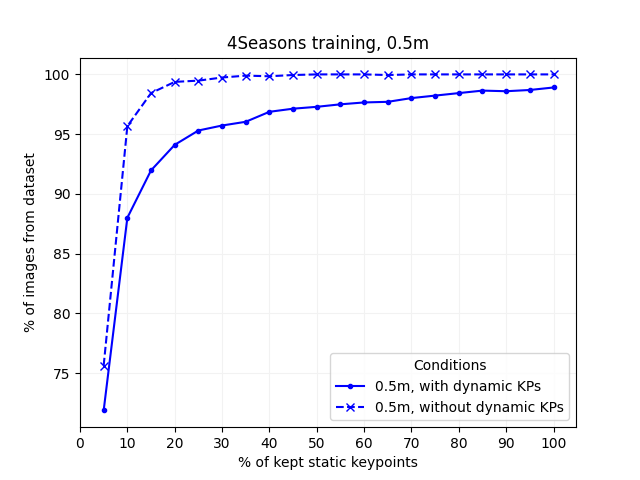 4Seasons training, 0.5m
% of images from dataset
100
95
90
85
80
75
0 10 20 30 40 50 60 70 80 90 100
% of kept static keypoints
Conditions
0.5m, with dynamic KPs
0.5m, without dynamic KPs